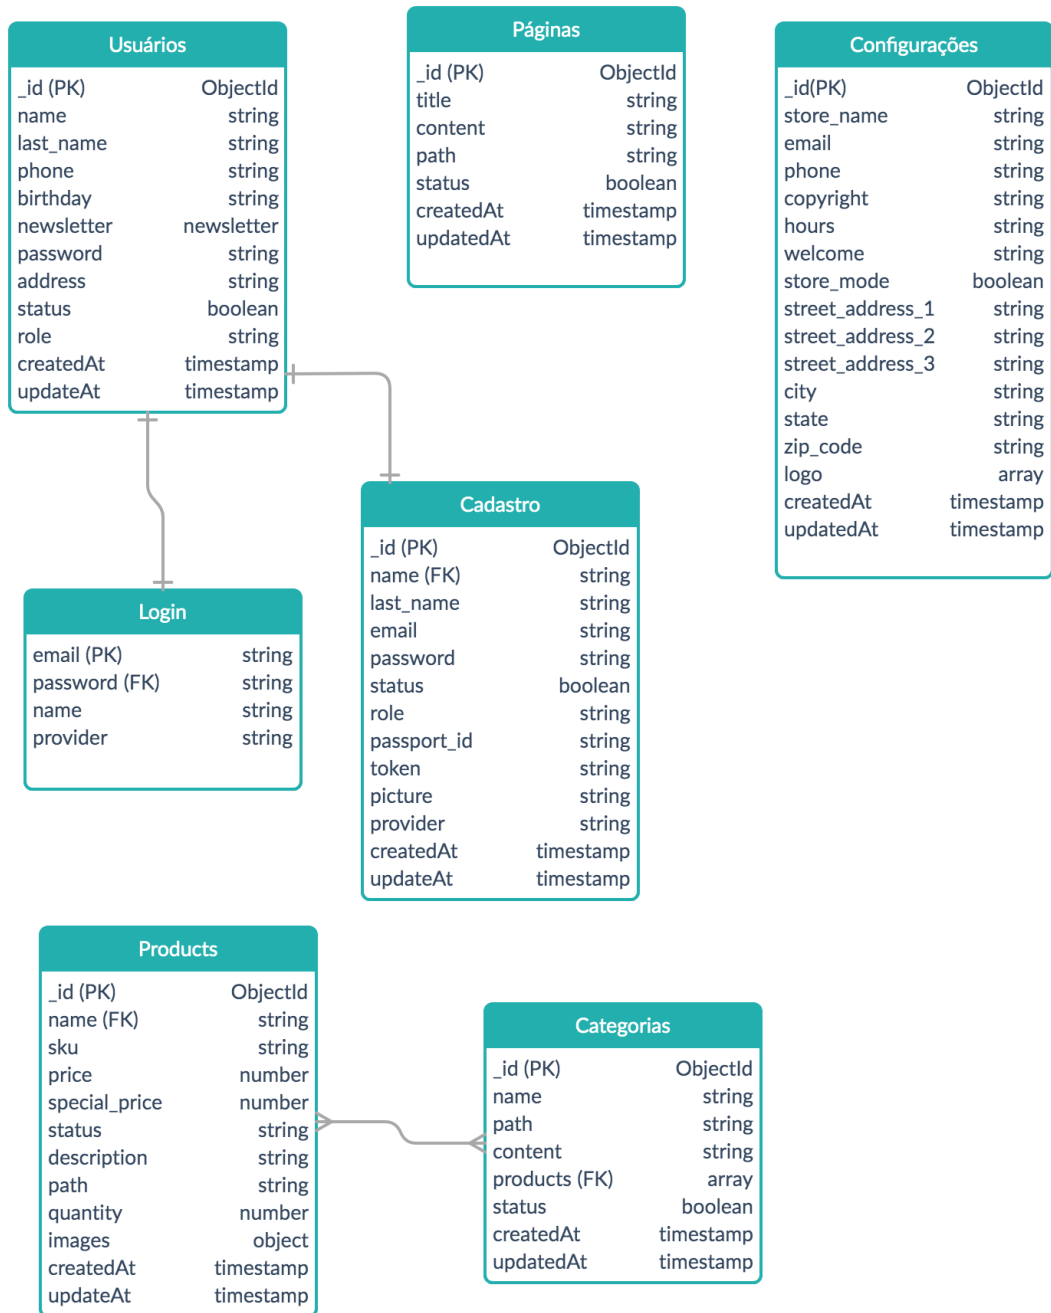 Usuários
_id (PK) ObjectId
name string
last_name string
phone string
birthday string
newsletter newsletter
password string
address string
status boolean
role string
createdAt timestamp
updateAt timestamp
Páginas
_id (PK) ObjectId
title string
content string
path string
status boolean
createdAt timestamp
updatedAt timestamp
Configurações
_id(PK) ObjectId
store_name string
email string
phone string
copyright string
hours string
welcome string
store_mode boolean
street_address_1 string
street_address_2 string
street_address_3 string
city string
state string
zip_code string
logo array
createdAt timestamp
updatedAt timestamp
Cadastro
_id (PK) ObjectId
name (FK) string
last_name string
email string
password string
status boolean
role string
passport_id string
token string
picture string
provider string
createdAt timestamp
updateAt timestamp
Login
email (PK) string
password (FK) string
name string
provider string
Products
_id (PK) ObjectId
name (FK) string
sku string
price number
special_price number
status string
description string
path string
quantity number
images object
createdAt timestamp
updateAt timestamp
Categorias
_id (PK) ObjectId
name string
path string
content string
products (FK) array
status boolean
createdAt timestamp
updatedAt timestamp